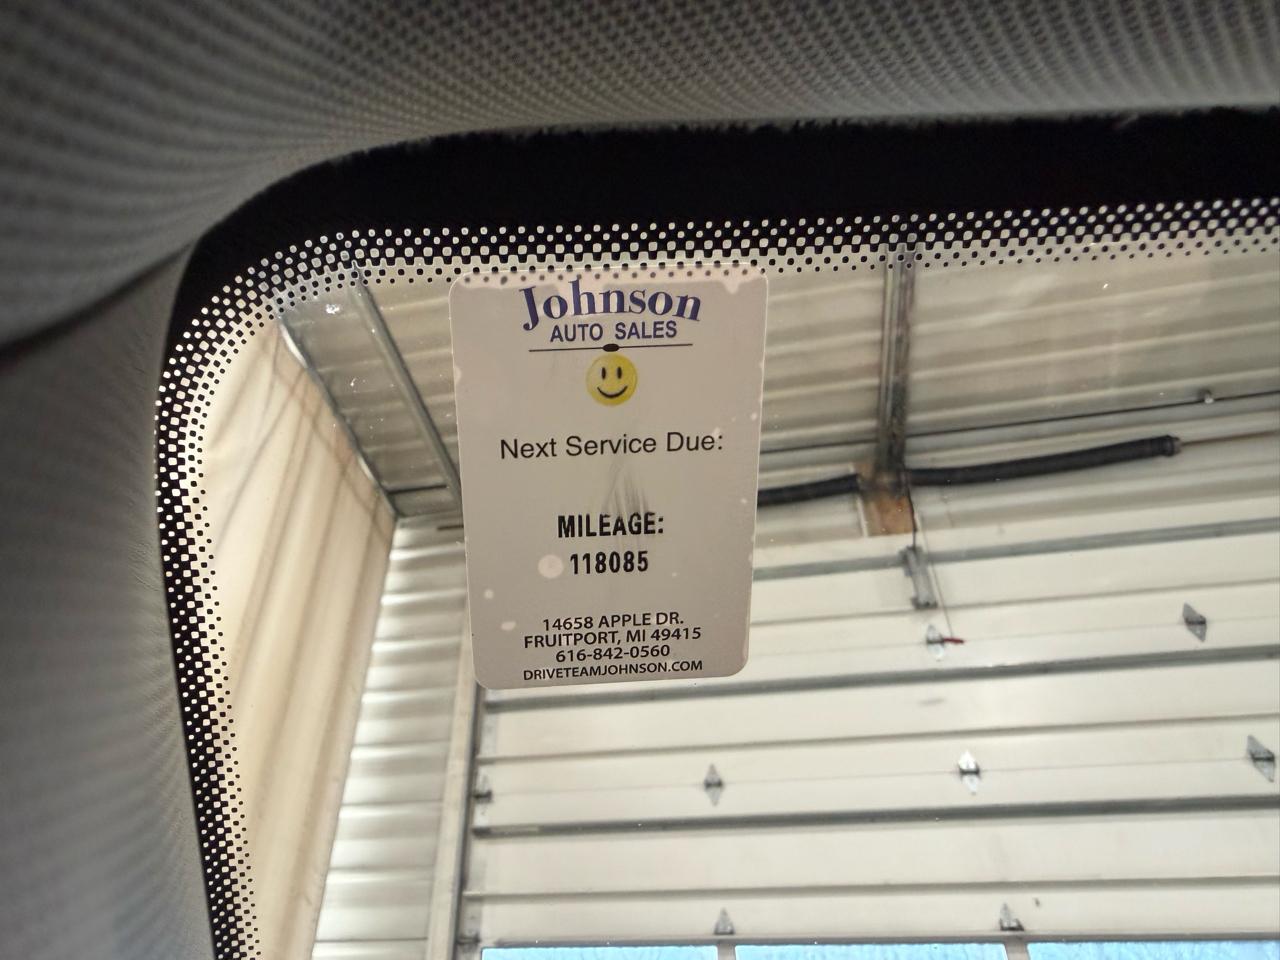 Johnson
AUTO SALES
Next Service Due:
MILEAGE:
118085
14658 APPLE DR.
FRUITPORT, MI 49415
616-842-0560
DRIVETEAMJOHNSON.COM